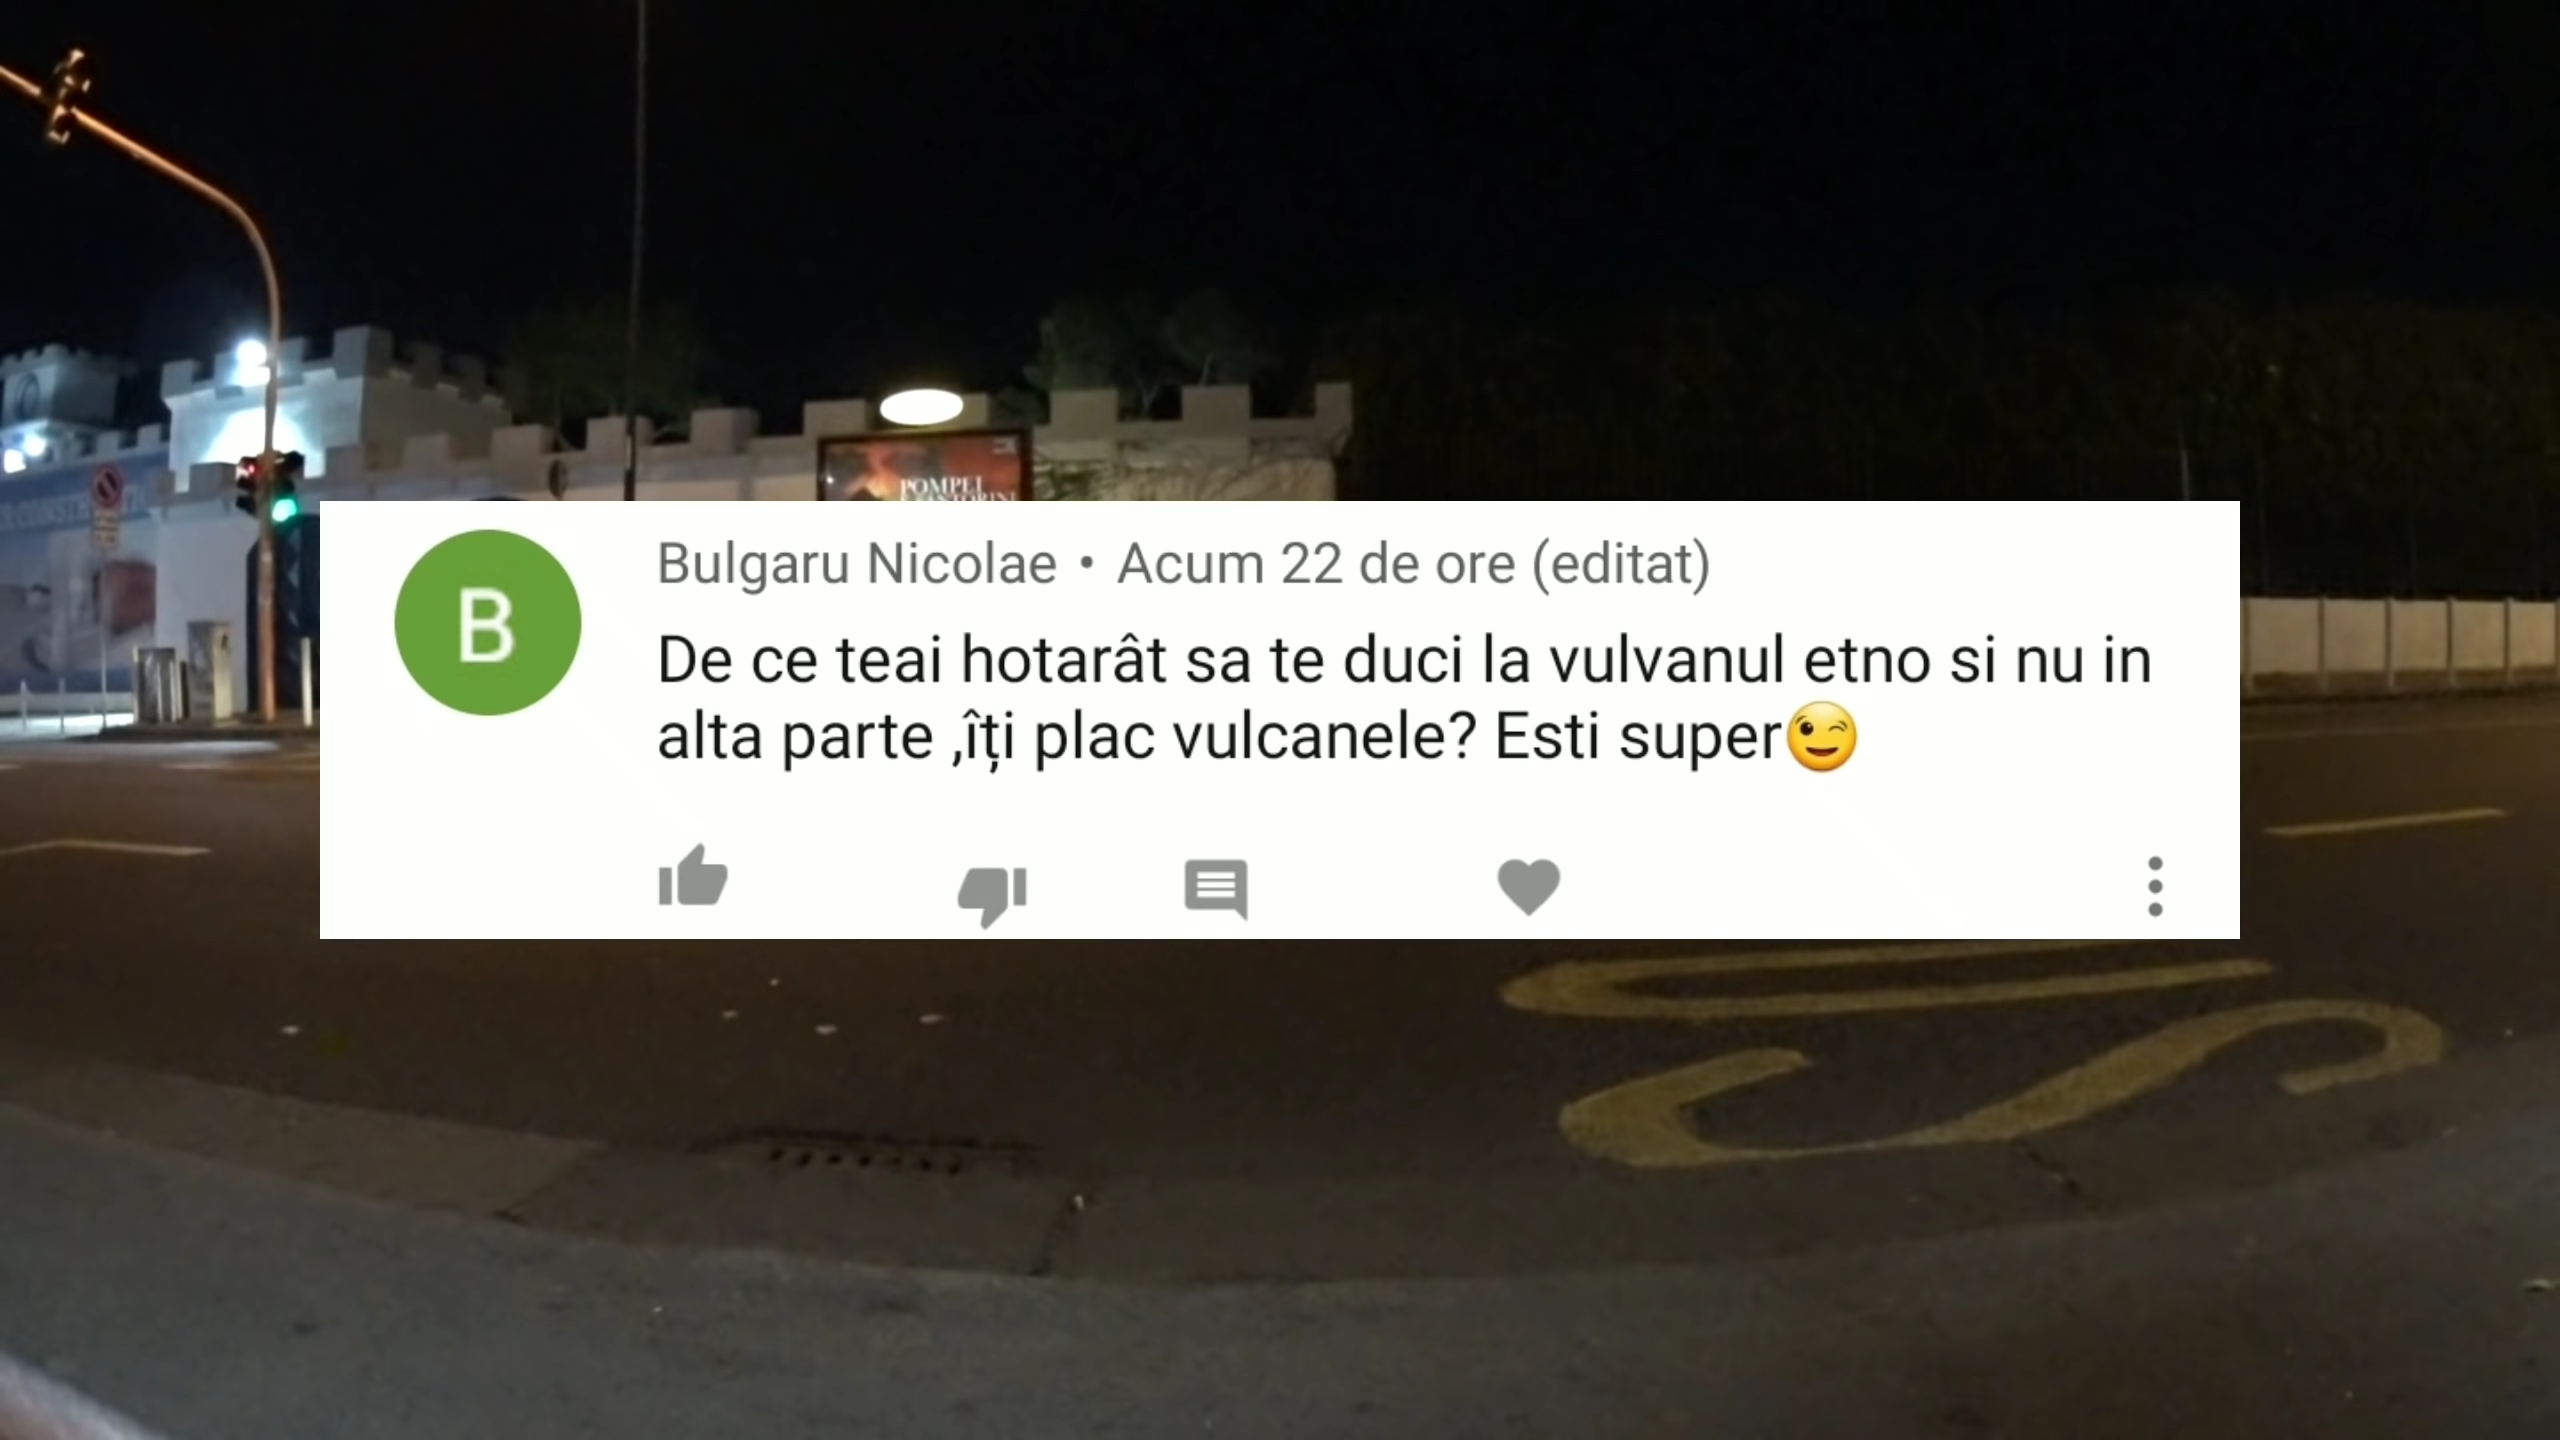 POMPEI
Bulgaru Nicolae • Acum 22 de ore (editat)
B
De ce teai hotarât sa te duci la vulvanul etno si nu in
alta parte ,îți plac vulcanele? Esti super😉